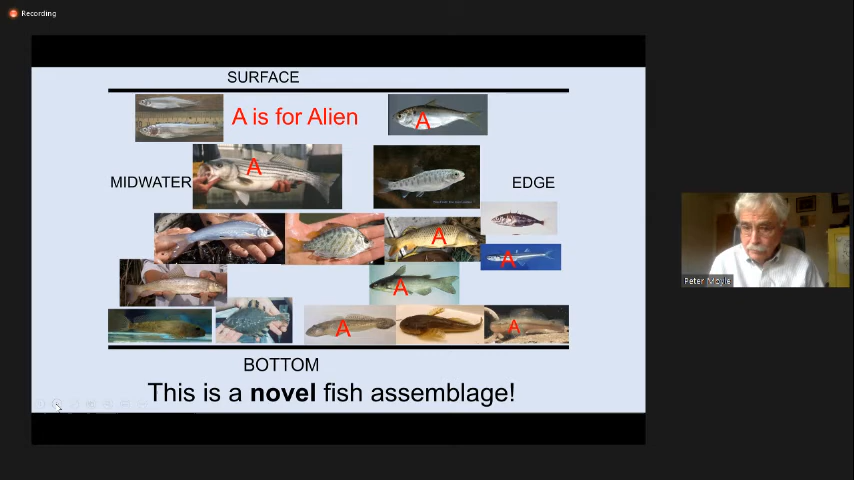 Recording
SURFACE
A is for Alien
A
A
MIDWATER
EDGE
A
A
A
A
A
BOTTOM
This is a novel fish assemblage!
Peter Moyle